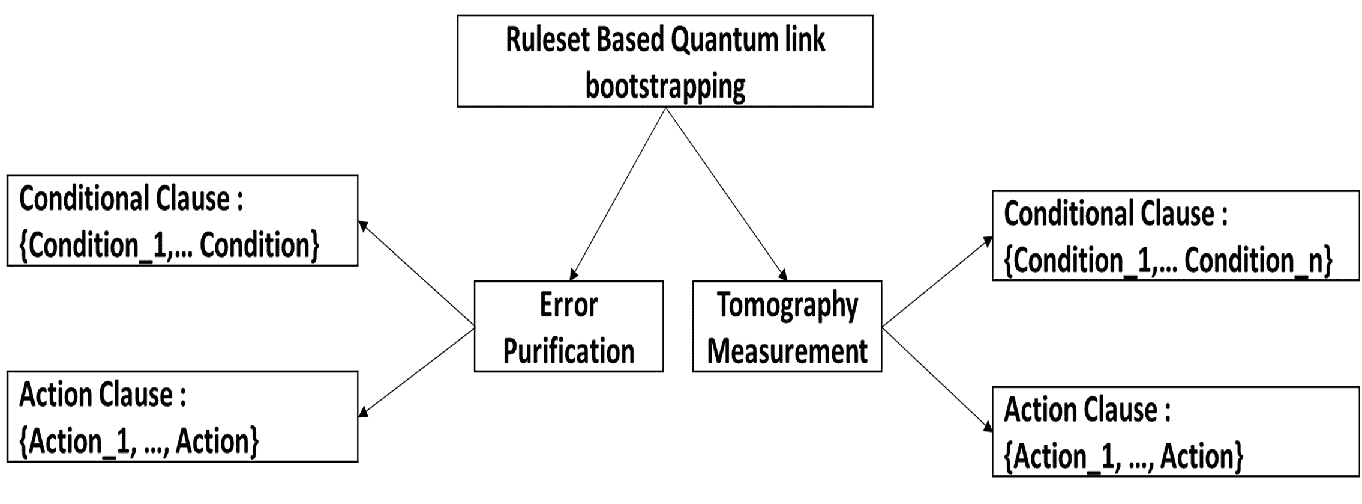 Ruleset Based Quantum link
bootstrapping
Conditional Clause :
{Condition_1,... Condition}
Conditional Clause :
{Condition_1,... Condition_n}
Error
Purification
Tomography
Measurement
Action Clause :
{Action_1, ..., Action}
Action Clause :
{Action_1, ..., Action}